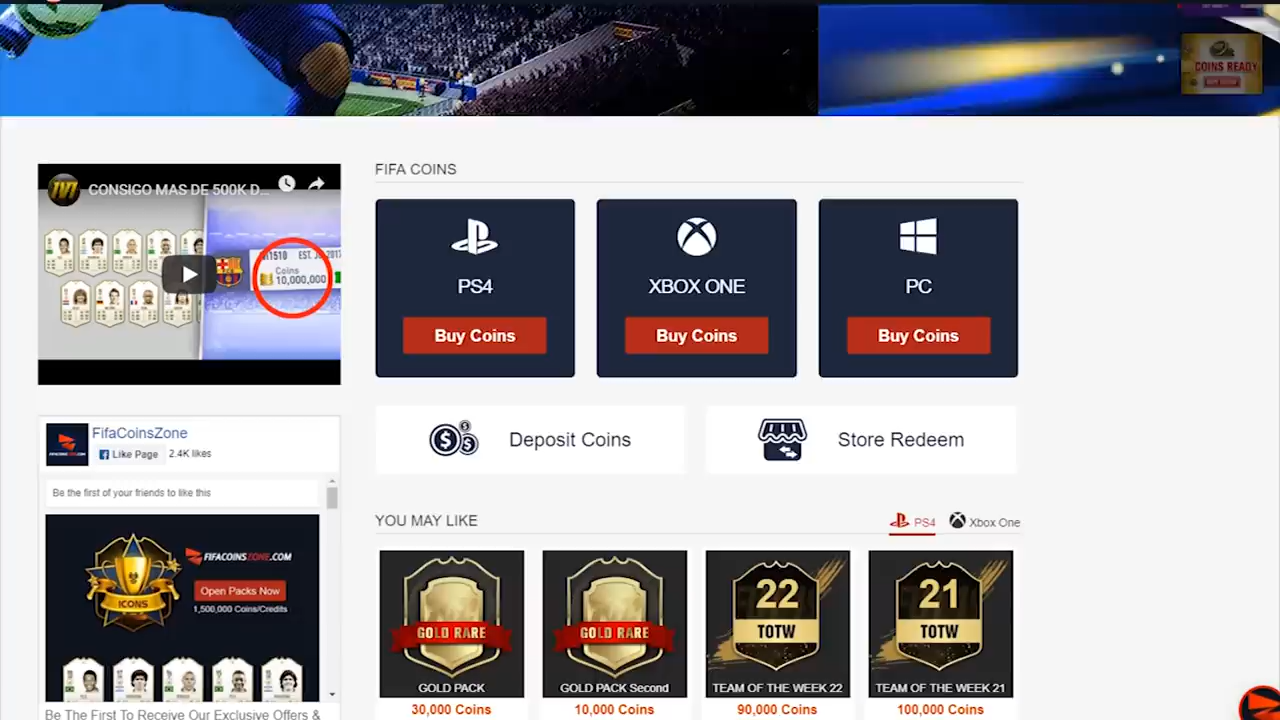 COINS READY
FIFA COINS
CONSIGO MAS DE 500K D...
Coins
10,000,000
PS4
XBOX ONE
PC
Buy Coins
Buy Coins
Buy Coins
FifaCoinsZone
Like Page
2.4K likes
Deposit Coins
Store Redeem
Be the first of your friends to like this
YOU MAY LIKE
PS4
Xbox One
FIFACOINSZONE.COM
Open Packs Now
1,500,000 Coins/Credits
ICONS
GOLD RARE
GOLD PACK
30,000 Coins
GOLD RARE
GOLD PACK Second
10,000 Coins
22
TOTW
TEAM OF THE WEEK 22
90,000 Coins
21
TOTW
TEAM OF THE WEEK 21
100,000 Coins
Be The First To Receive Our Exclusive Offers &